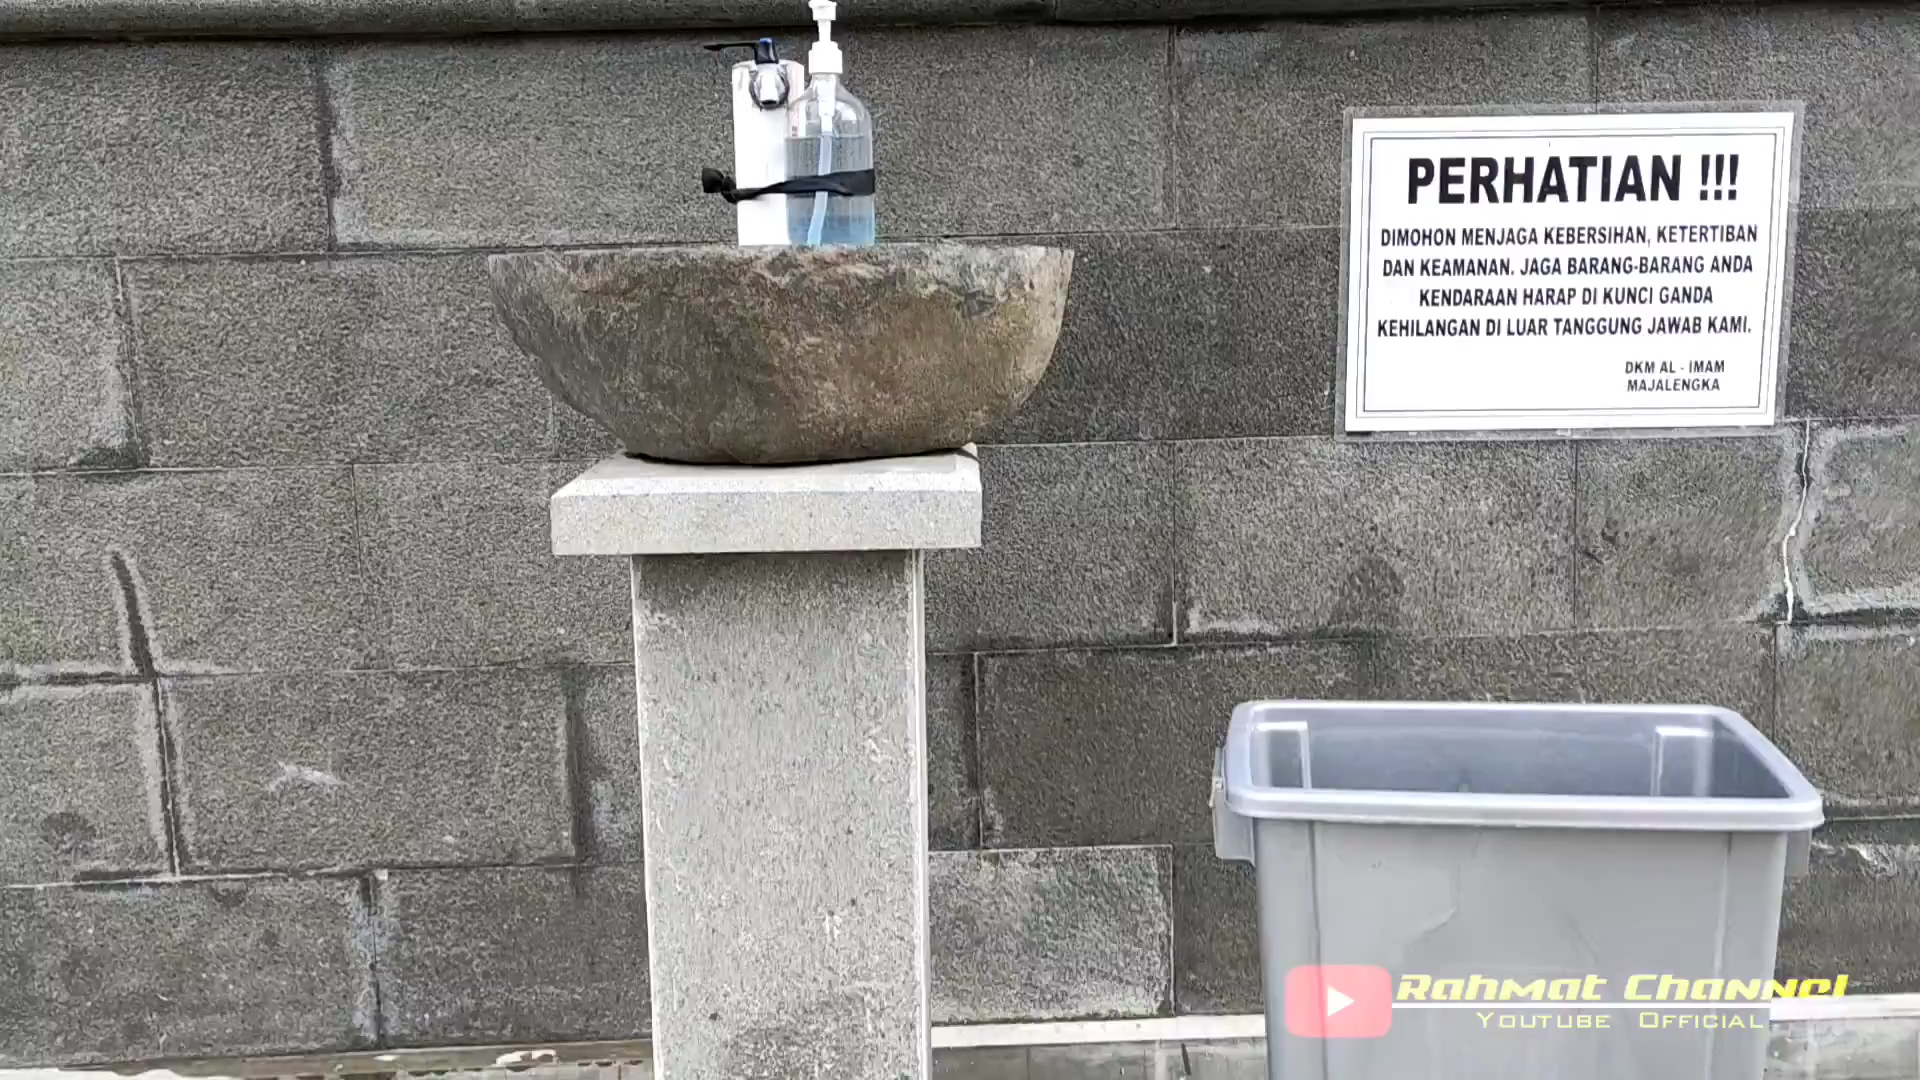 PERHATIAN !!!
DIMOHON MENJAGA KEBERSIHAN, KETERTIBAN
DAN KEAMANAN. JAGA BARANG-BARANG ANDA
KENDARAAN HARAP DI KUNCI GANDA
KEHILANGAN DI LUAR TANGGUNG JAWAB KAMI.
DKM AL - IMAM
MAJALENGKA
Rahmat Channel
YOUTUBE OFFICIAL